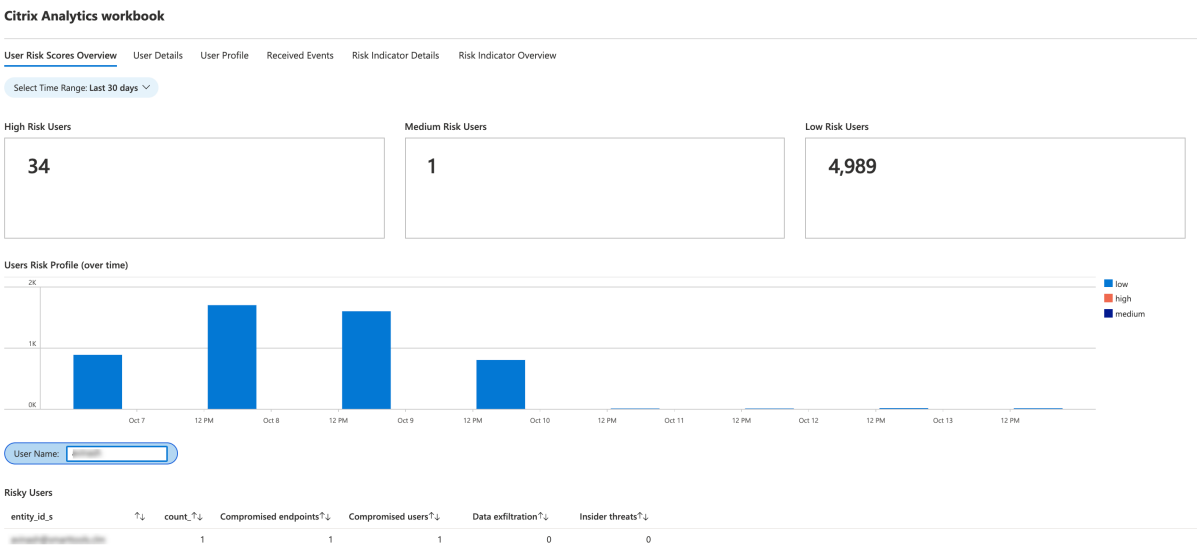 Citrix Analytics workbook
User Risk Scores Overview User Details User Profile Received Events Risk Indicator Details Risk Indicator Overview
Select Time Range: Last 30 days
High Risk Users Medium Risk Users Low Risk Users
34 1 4,989
Users Risk Profile (over time)
2K
1K
0K
low
high
medium
Oct 7 12 PM Oct 8 12 PM Oct 9 12 PM Oct 10 12 PM Oct 11 12 PM Oct 12 12 PM Oct 13 12 PM
User Name:
Risky Users
entity_id_s ↑↓ count_↑↓ Compromised endpoints↑↓ Compromised users↑↓ Data exfiltration↑↓ Insider threats↑↓
1 1 1 0 0